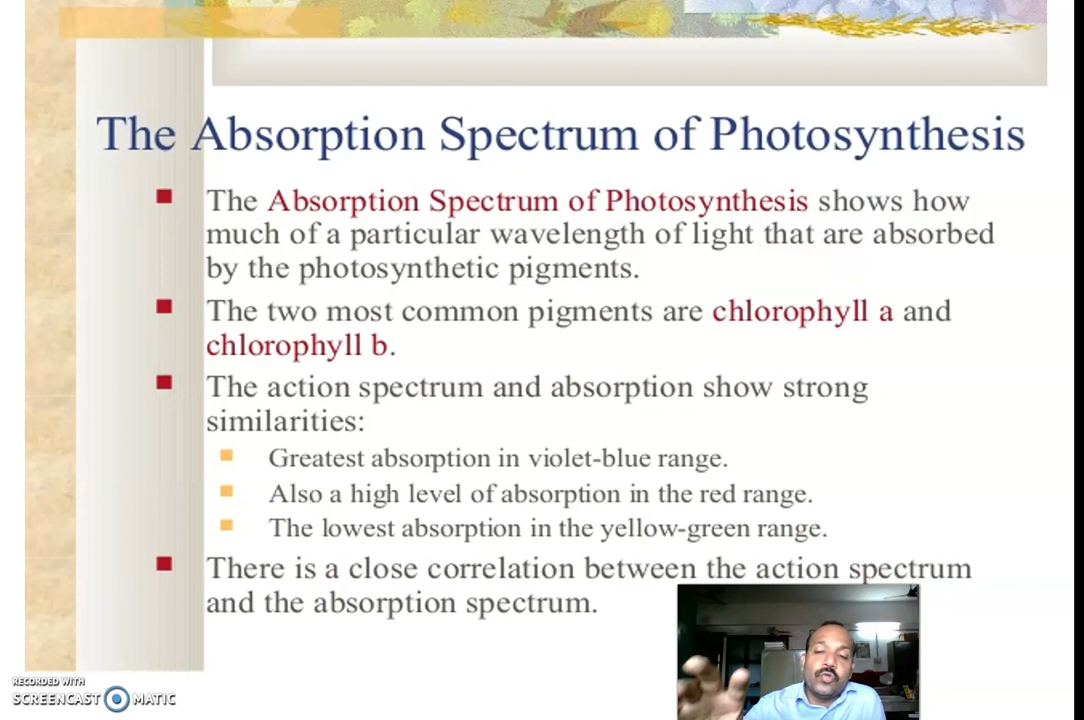 The Absorption Spectrum of Photosynthesis
The Absorption Spectrum of Photosynthesis shows how
much of a particular wavelength of light that are absorbed
by the photosynthetic pigments.
The two most common pigments are chlorophyll a and
chlorophyll b.
The action spectrum and absorption show strong
similarities:
Greatest absorption in violet-blue range.
Also a high level of absorption in the red range.
The lowest absorption in the yellow-green range.
There is a close correlation between the action spectrum
and the absorption spectrum.
RECORDED WITH
SCREENCAST MATIC